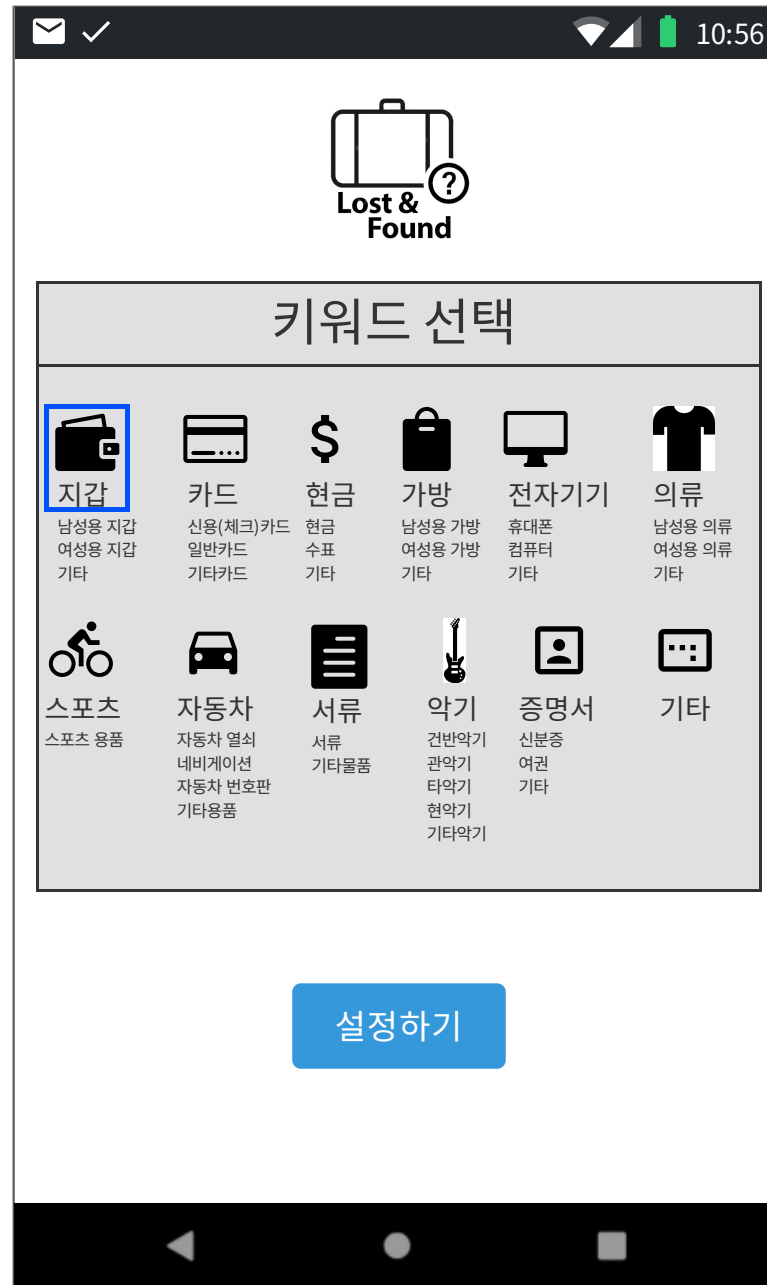 10:56
Lost &
Found
?
키워드 선택
지갑
남성용 지갑
여성용 지갑
기타
카드
신용(체크)카드
일반카드
기타카드
$
현금
현금
수표
기타
가방
남성용 가방
여성용 가방
기타
전자기기
휴대폰
컴퓨터
기타
의류
남성용 의류
여성용 의류
기타
스포츠
스포츠 용품
자동차
자동차 열쇠
네비게이션
자동차 번호판
기타용품
서류
서류
기타물품
악기
건반악기
관악기
타악기
현악기
기타악기
증명서
신분증
여권
기타
기타
설정하기